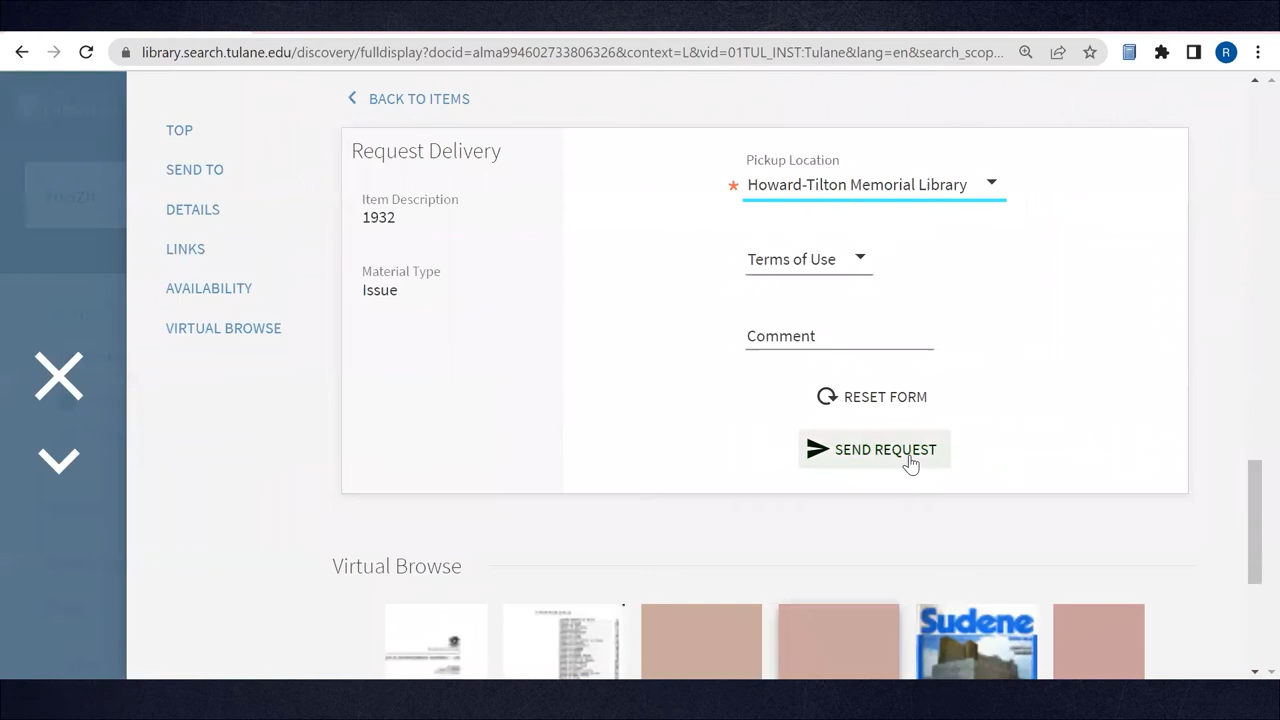 library.search.tulane.edu/discovery/fulldisplay?docid=alma994602733806326&context=L&vid=01TUL_INST:Tulane&lang=en&search_scop...
R
BACK TO ITEMS
TOP
SEND TO
DETAILS
LINKS
AVAILABILITY
VIRTUAL BROWSE
Request Delivery
Item Description
1932
Material Type
Issue
Pickup Location
* Howard-Tilton Memorial Library
Terms of Use
Comment
RESET FORM
SEND REQUEST
Virtual Browse
Sudene